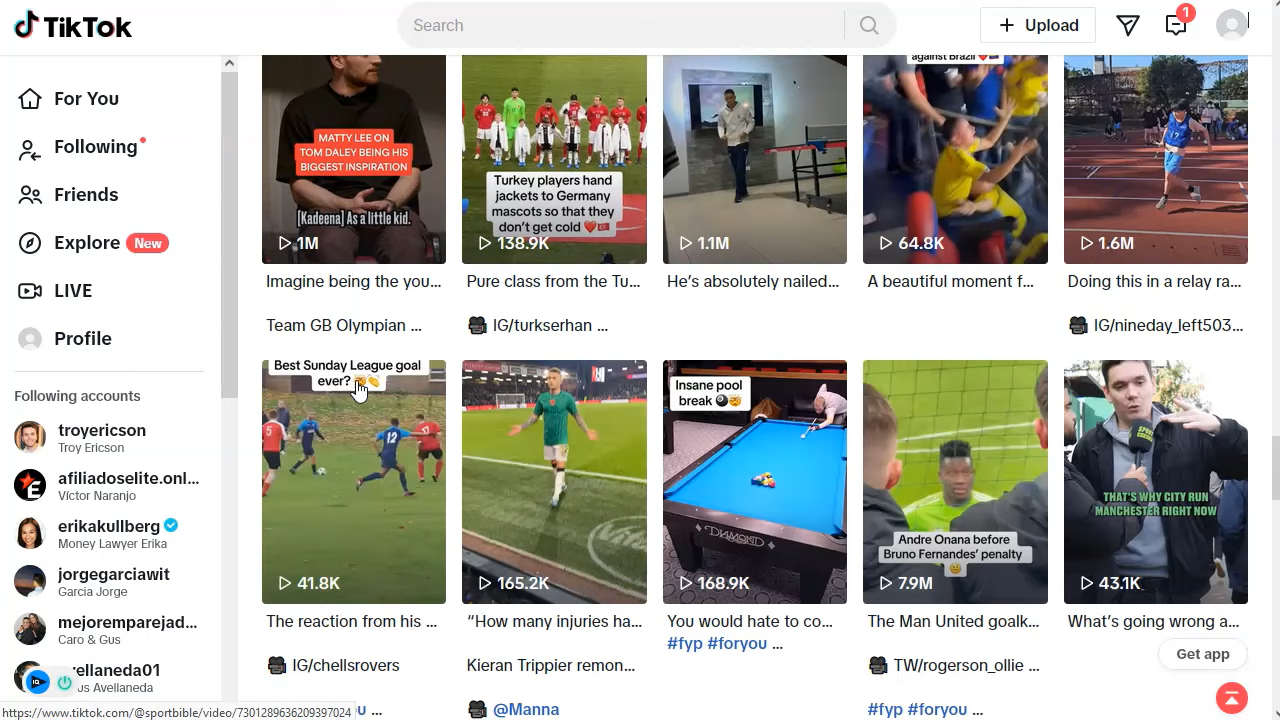 TikTok
Search
Upload
1
For You
Following
Friends
Explore New
LIVE
Profile
Following accounts
troyericson
Troy Ericson
afiliadoselite.onl...
Víctor Naranjo
erikakullberg
Money Lawyer Erika
jorgegarciawit
Garcia Jorge
mejoremparejad...
Caro & Gus
ellaneda01
us Avellaneda
MATTY LEE ON
TOM DALEY BEING HIS
BIGGEST INSPIRATION
[Kadeena] As a little kid.
1M
Imagine being the you...
Team GB Olympian ...
Turkey players hand
jackets to Germany
mascots so that they
don't get cold
138.9K
Pure class from the Tu...
IG/turkserhan ...
1.1M
He's absolutely nailed...
against Brazil
64.8K
A beautiful moment f...
1.6M
Doing this in a relay ra...
IG/nineday_left503...
Best Sunday League goal
ever?
12
41.8K
The reaction from his ...
IG/chellsrovers
u ...
165.2K
“How many injuries ha...
Kieran Trippier remon...
@Manna
Insane pool
break
DIAMOND
168.9K
You would hate to co...
#fyp #foryou ...
Andre Onana before
Bruno Fernandes' penalty
7.9M
The Man United goalk...
TW/rogerson_ollie ...
#fyp #foryou ...
THAT'S WHY CITY RUN
MANCHESTER RIGHT NOW
43.1K
What's going wrong a...
Get app
https://www.tiktok.com/@sportbible/video/7301289636209397024